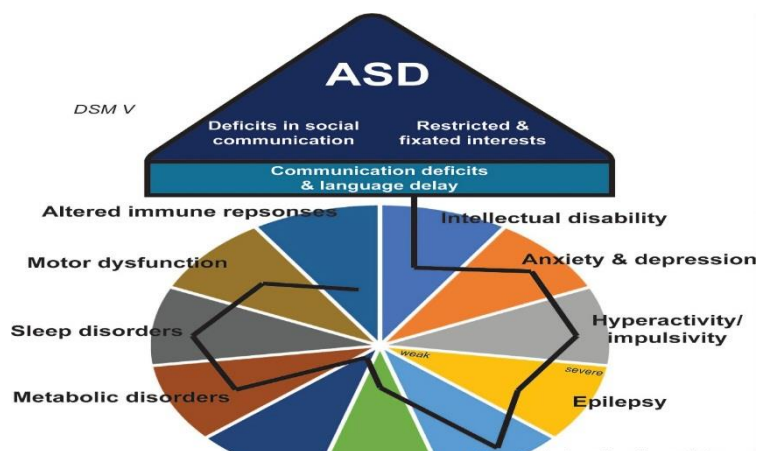 ASD
DSM V
Deficits in social
communication
Restricted &
fixated interests
Communication deficits
& language delay
Altered immune repsonses
Intellectual disability
Motor dysfunction
Anxiety & depression
Sleep disorders
Hyperactivity/
impulsivity
weak
severe
Metabolic disorders
Epilepsy